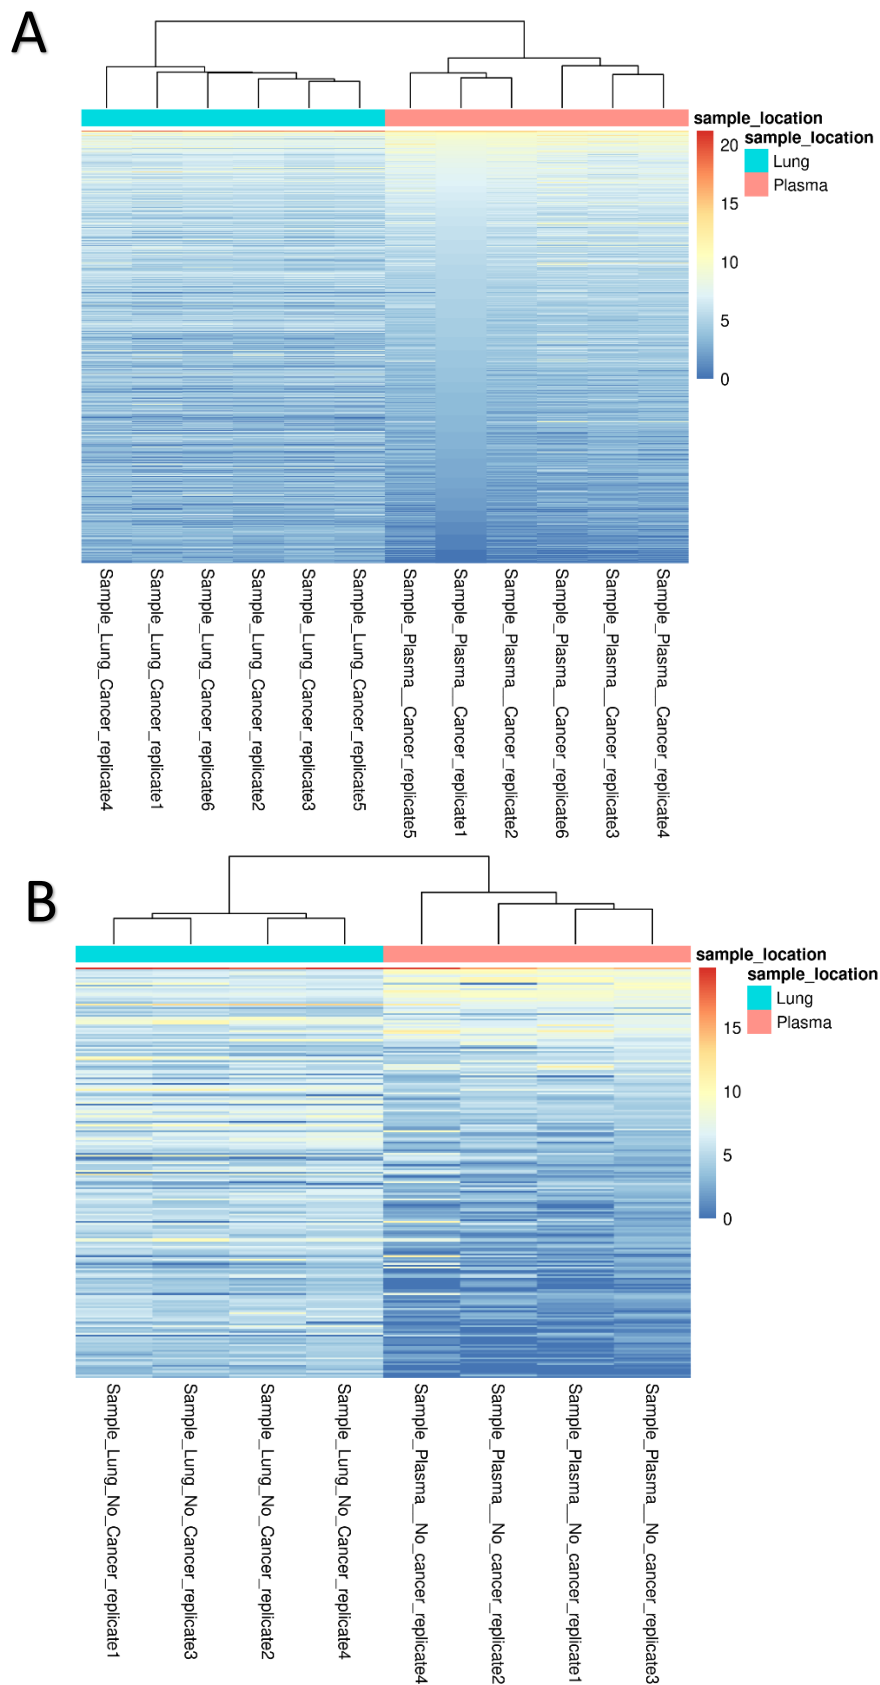 A
sample_location
sample_location
Lung
Plasma
20
15
10
5
0
Sample_Lung_Cancer_replicate4
Sample_Lung_Cancer_replicate1
Sample_Lung_Cancer_replicate6
Sample_Lung_Cancer_replicate2
Sample_Lung_Cancer_replicate3
Sample_Lung_Cancer_replicate5
Sample_Plasma__Cancer_replicate5
Sample_Plasma__Cancer_replicate1
Sample_Plasma__Cancer_replicate2
Sample_Plasma__Cancer_replicate6
Sample_Plasma__Cancer_replicate3
Sample_Plasma__Cancer_replicate4
B
sample_location
sample_location
Lung
Plasma
15
10
5
0
Sample_Lung_No_Cancer_replicate1
Sample_Lung_No_Cancer_replicate3
Sample_Lung_No_Cancer_replicate2
Sample_Lung_No_Cancer_replicate4
Sample_Plasma__No_cancer_replicate4
Sample_Plasma__No_cancer_replicate2
Sample_Plasma__No_cancer_replicate1
Sample_Plasma__No_cancer_replicate3